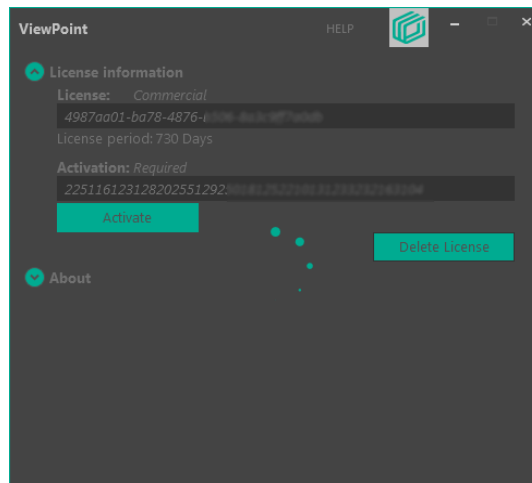 ViewPoint
HELP
License information
License: Commercial
4987aa01-ba78-4876-
License period: 730 Days
Activation: Required
2251161231282025512923
Activate
Delete License
About